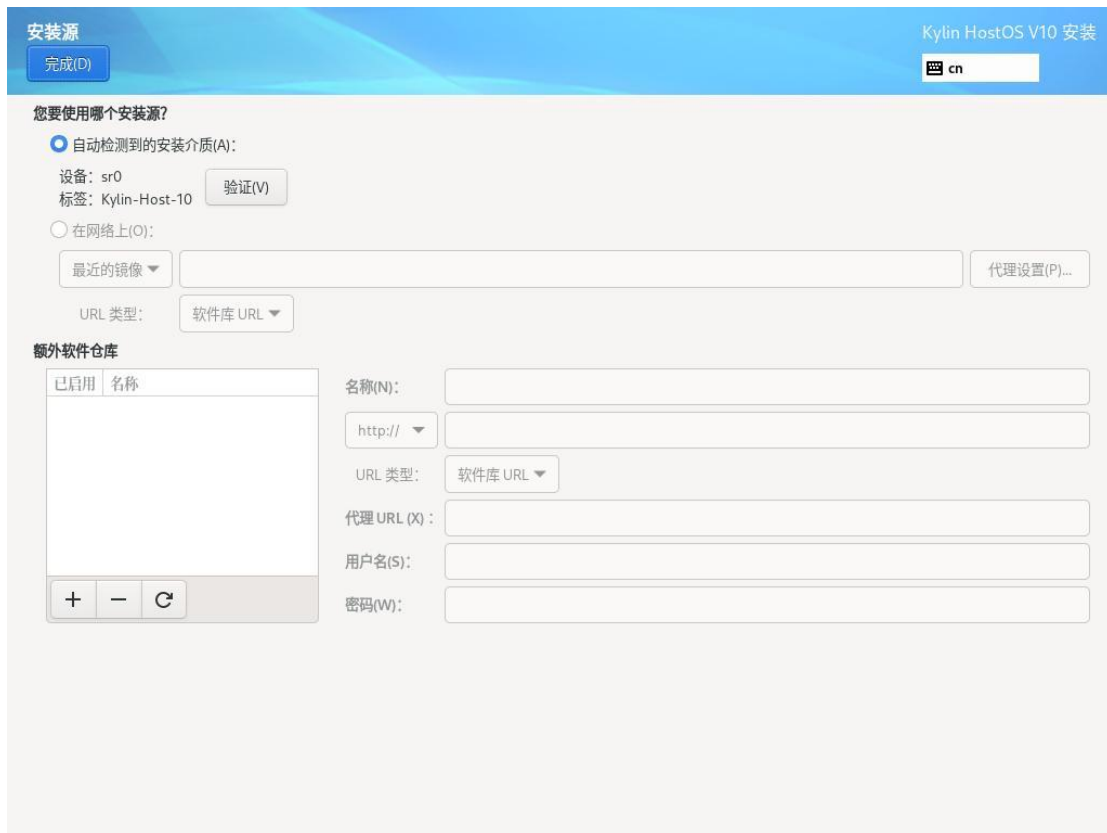 安装源
Kylin HostOS V10 安装
完成(D)
cn
您要使用哪个安装源?
自动检测到的安装介质(A)：
设备：sr0
标签：Kylin-Host-10
验证(V)
在网络上(O)：
最近的镜像
代理设置(P)...
URL 类型：
软件库 URL
额外软件仓库
已启用 名称
名称(N)：
http://
URL 类型：
软件库 URL
代理 URL (X)：
用户名(S)：
密码(W)：